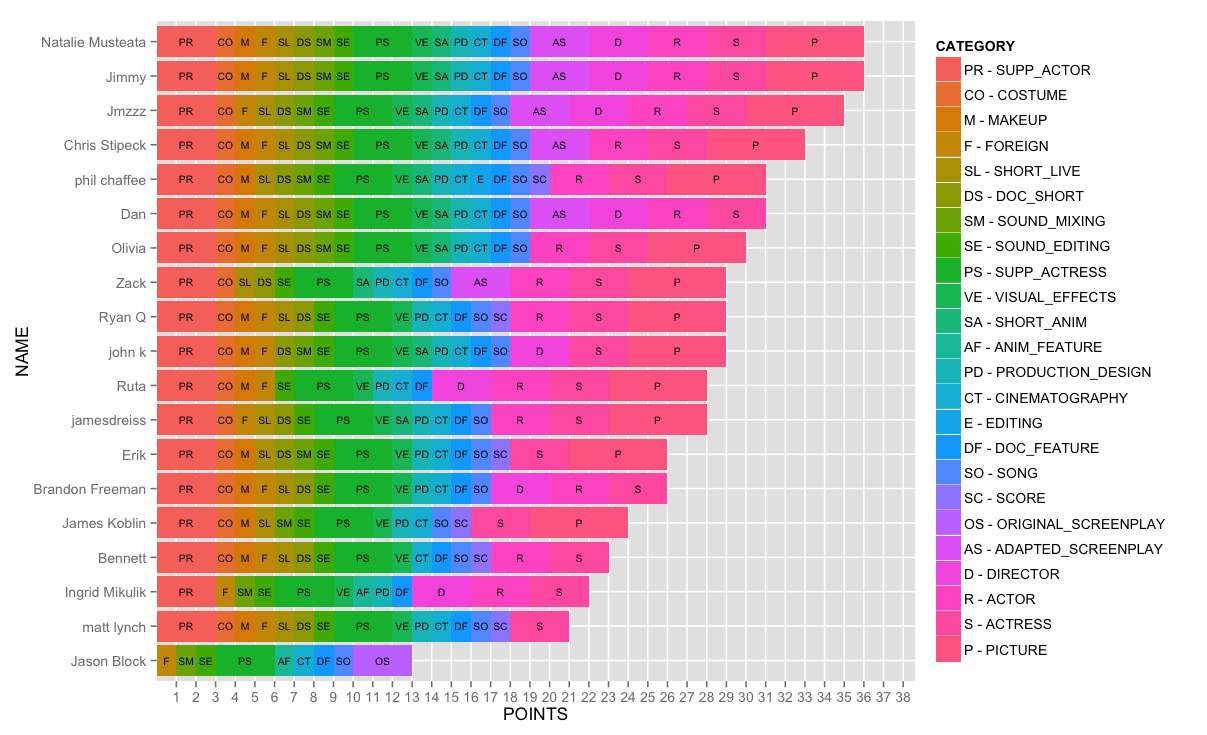 NAME
Natalie Musteata PR CO M F SL DS SM SE PS VE SA PD CT DF SO AS D R S P
Jimmy PR CO M F SL DS SM SE PS VE SA PD CT DF SO AS D R S P
Jmzzz PR CO F SL DS SM SE PS VE SA PD CT DF SO AS D R S P
Chris Stipeck PR CO M F SL DS SM SE PS VE SA PD CT DF SO AS R S P
phil chaffee PR CO M SL DS SM SE PS VE SA PD CT E DF SO SC R S P
Dan PR CO M F SL DS SM SE PS VE SA PD CT DF SO AS D R S
Olivia PR CO M F SL DS SM SE PS VE SA PD CT DF SO R S P
Zack PR CO SL DS SE PS SA PD CT DF SO AS R S P
Ryan Q PR CO M F SL DS SE PS VE PD CT DF SO SC R S P
john k PR CO M F DS SM SE PS VE SA PD CT DF SO D S P
Ruta PR CO M F SE PS VE PD CT DF D R S P
jamesdreiss PR CO F SL DS SE PS VE SA PD CT DF SO R S P
Erik PR CO M SL DS SM SE PS VE PD CT DF SO SC S P
Brandon Freeman PR CO M F SL DS SE PS VE PD CT DF SO D R S
James Koblin PR CO M SL SM SE PS VE PD CT SO SC S P
Bennett PR CO M F SL DS SE PS VE CT DF SO SC R S
Ingrid Mikulik PR F SM SE PS VE AF PD DF D R S
matt lynch PR CO M F SL DS SE PS VE PD CT DF SO SC S
Jason Block F SM SE PS AF CT DF SO OS
1 2 3 4 5 6 7 8 9 10 11 12 13 14 15 16 17 18 19 20 21 22 23 24 25 26 27 28 29 30 31 32 33 34 35 36 37 38
POINTS
CATEGORY
PR - SUPP_ACTOR
CO - COSTUME
M - MAKEUP
F - FOREIGN
SL - SHORT_LIVE
DS - DOC_SHORT
SM - SOUND_MIXING
SE - SOUND_EDITING
PS - SUPP_ACTRESS
VE - VISUAL_EFFECTS
SA - SHORT_ANIM
AF - ANIM_FEATURE
PD - PRODUCTION_DESIGN
CT - CINEMATOGRAPHY
E - EDITING
DF - DOC_FEATURE
SO - SONG
SC - SCORE
OS - ORIGINAL_SCREENPLAY
AS - ADAPTED_SCREENPLAY
D - DIRECTOR
R - ACTOR
S - ACTRESS
P - PICTURE